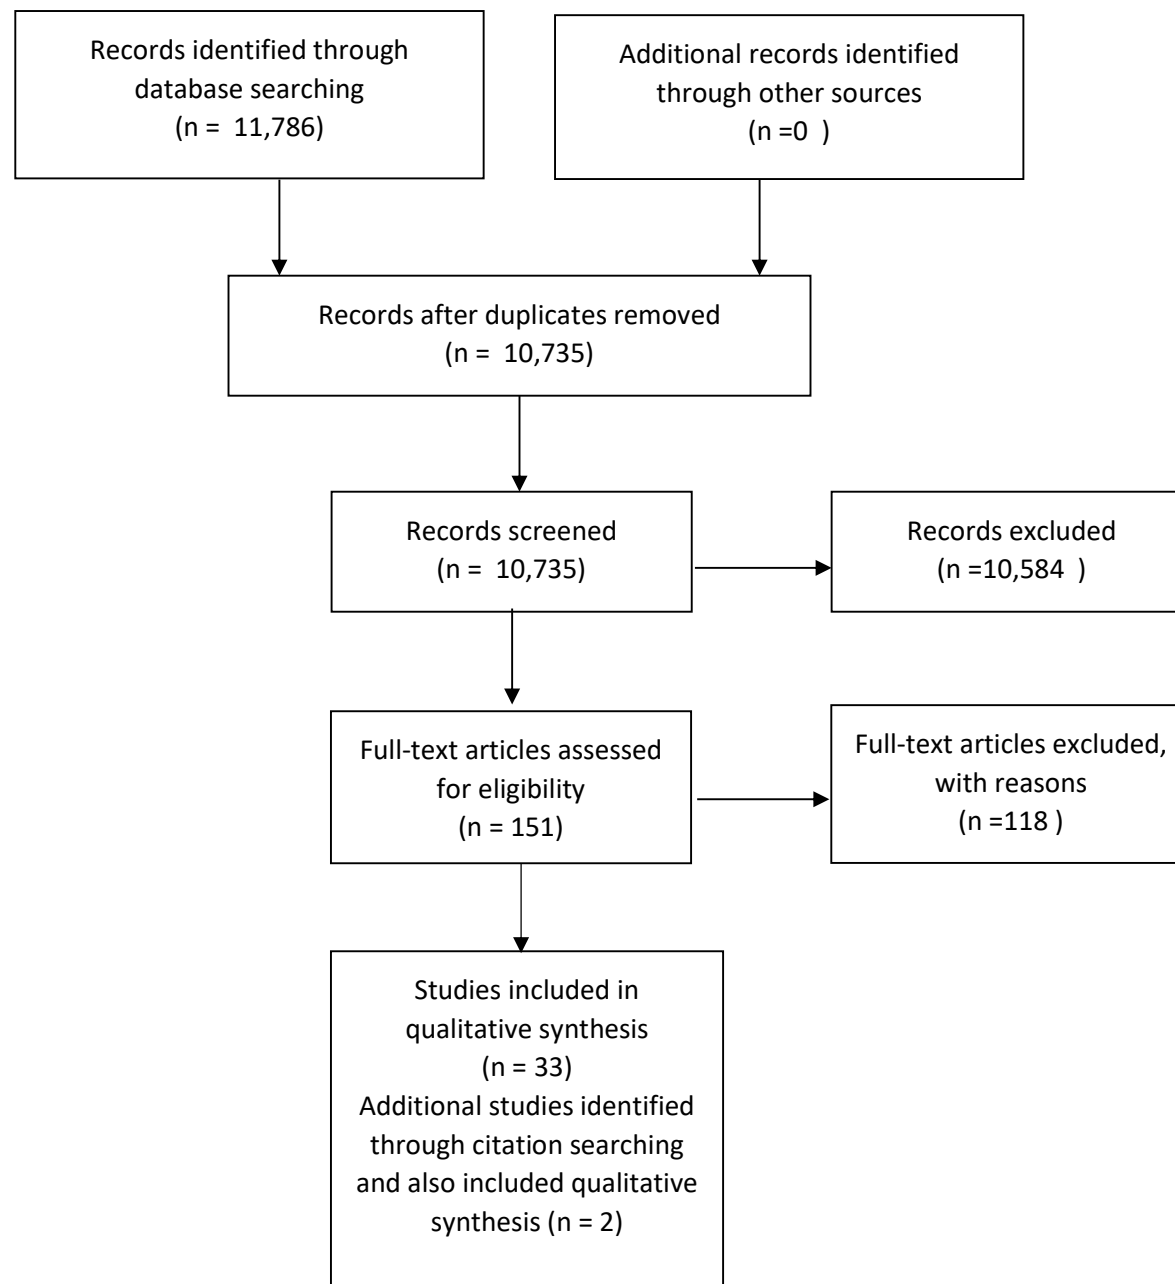 Records identified through
database searching
(n =  11,786)
Additional records identified
through other sources
(n =0  )
Records after duplicates removed
(n =  10,735)
Records screened
(n =  10,735)
Records excluded
(n =10,584  )
Full-text articles assessed
for eligibility
(n = 151)
Full-text articles excluded,
with reasons
(n =118 )
Studies included in
qualitative synthesis
(n = 33)
Additional studies identified
through citation searching
and also included qualitative
synthesis (n = 2)